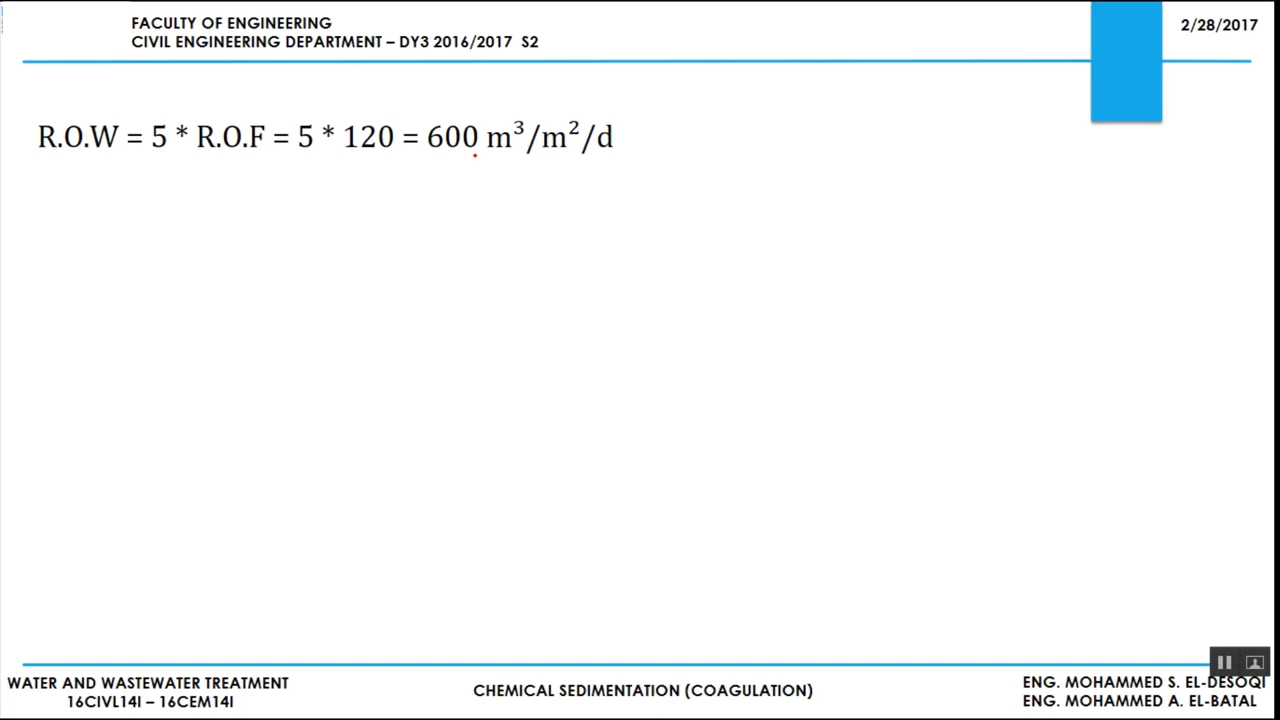 FACULTY OF ENGINEERING
CIVIL ENGINEERING DEPARTMENT – DY3 2016/2017 S2
2/28/2017
R.O.W = 5 * R.O.F = 5 * 120 = 600 m³/m²/d
WATER AND WASTEWATER TREATMENT
16CIVL14I – 16CEM14I
CHEMICAL SEDIMENTATION (COAGULATION)
ENG. MOHAMMED S. EL-DESOQI
ENG. MOHAMMED A. EL-BATAL